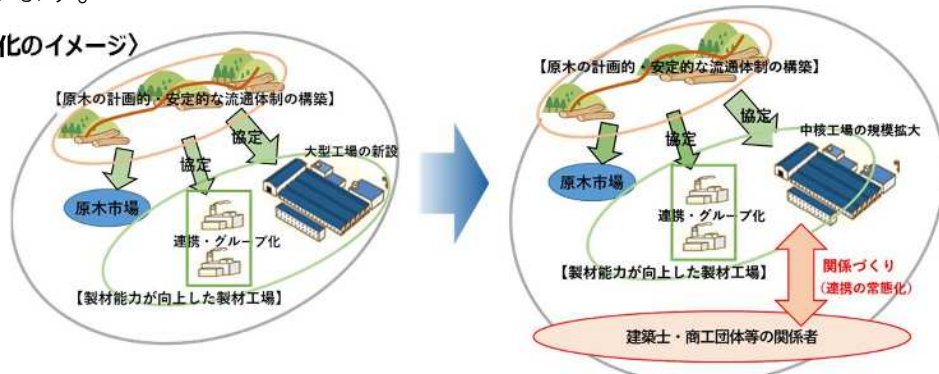 化のイメージ〉
【原木の計画的・安定的な流通体制の構築】
協定
協定
大型工場の新設
原木市場
連携・グループ化
【製材能力が向上した製材工場】
【原木の計画的・安定的な流通体制の構築】
協定
協定
中核工場の規模拡大
原木市場
連携・グループ化
【製材能力が向上した製材工場】
関係づくり
（連携の常態化）
建築士・商工団体等の関係者